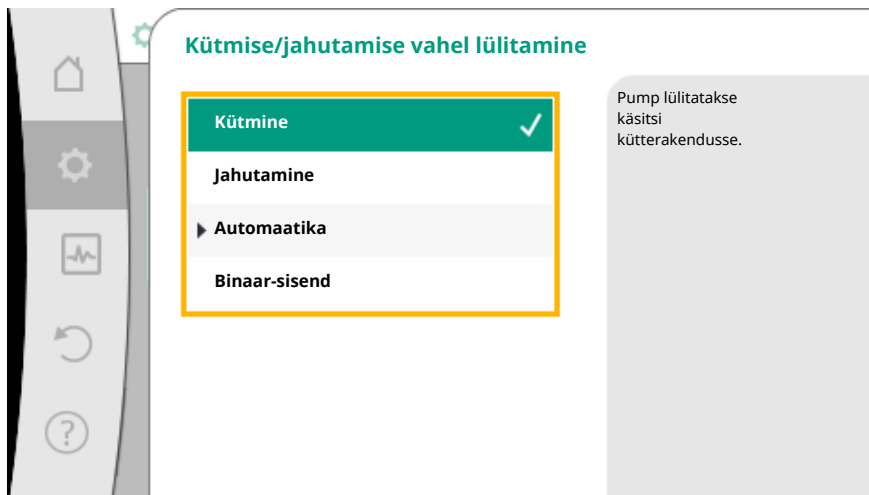 Kütmise/jahutamise vahel lülitamine
Kütmine
Jahutamine
Automaatika
Binaar-sisend
Pump lülitatakse
käsitsi
kütterakendusse.